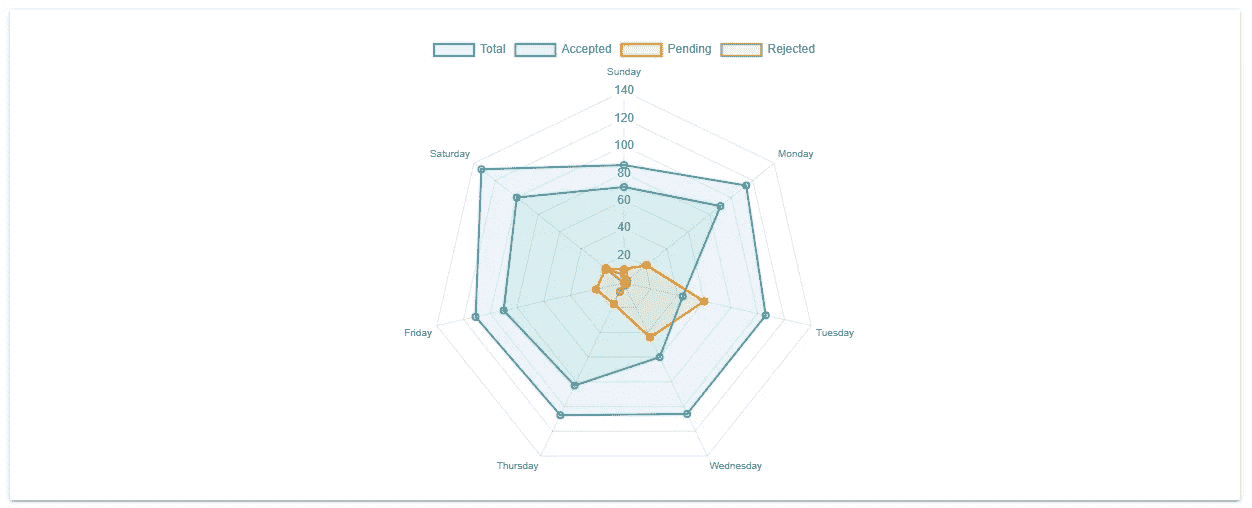 Total Accepted Pending Rejected
Sunday
140
120
100
Saturday
Monday
80
60
40
20
Friday
Tuesday
Thursday
Wednesday